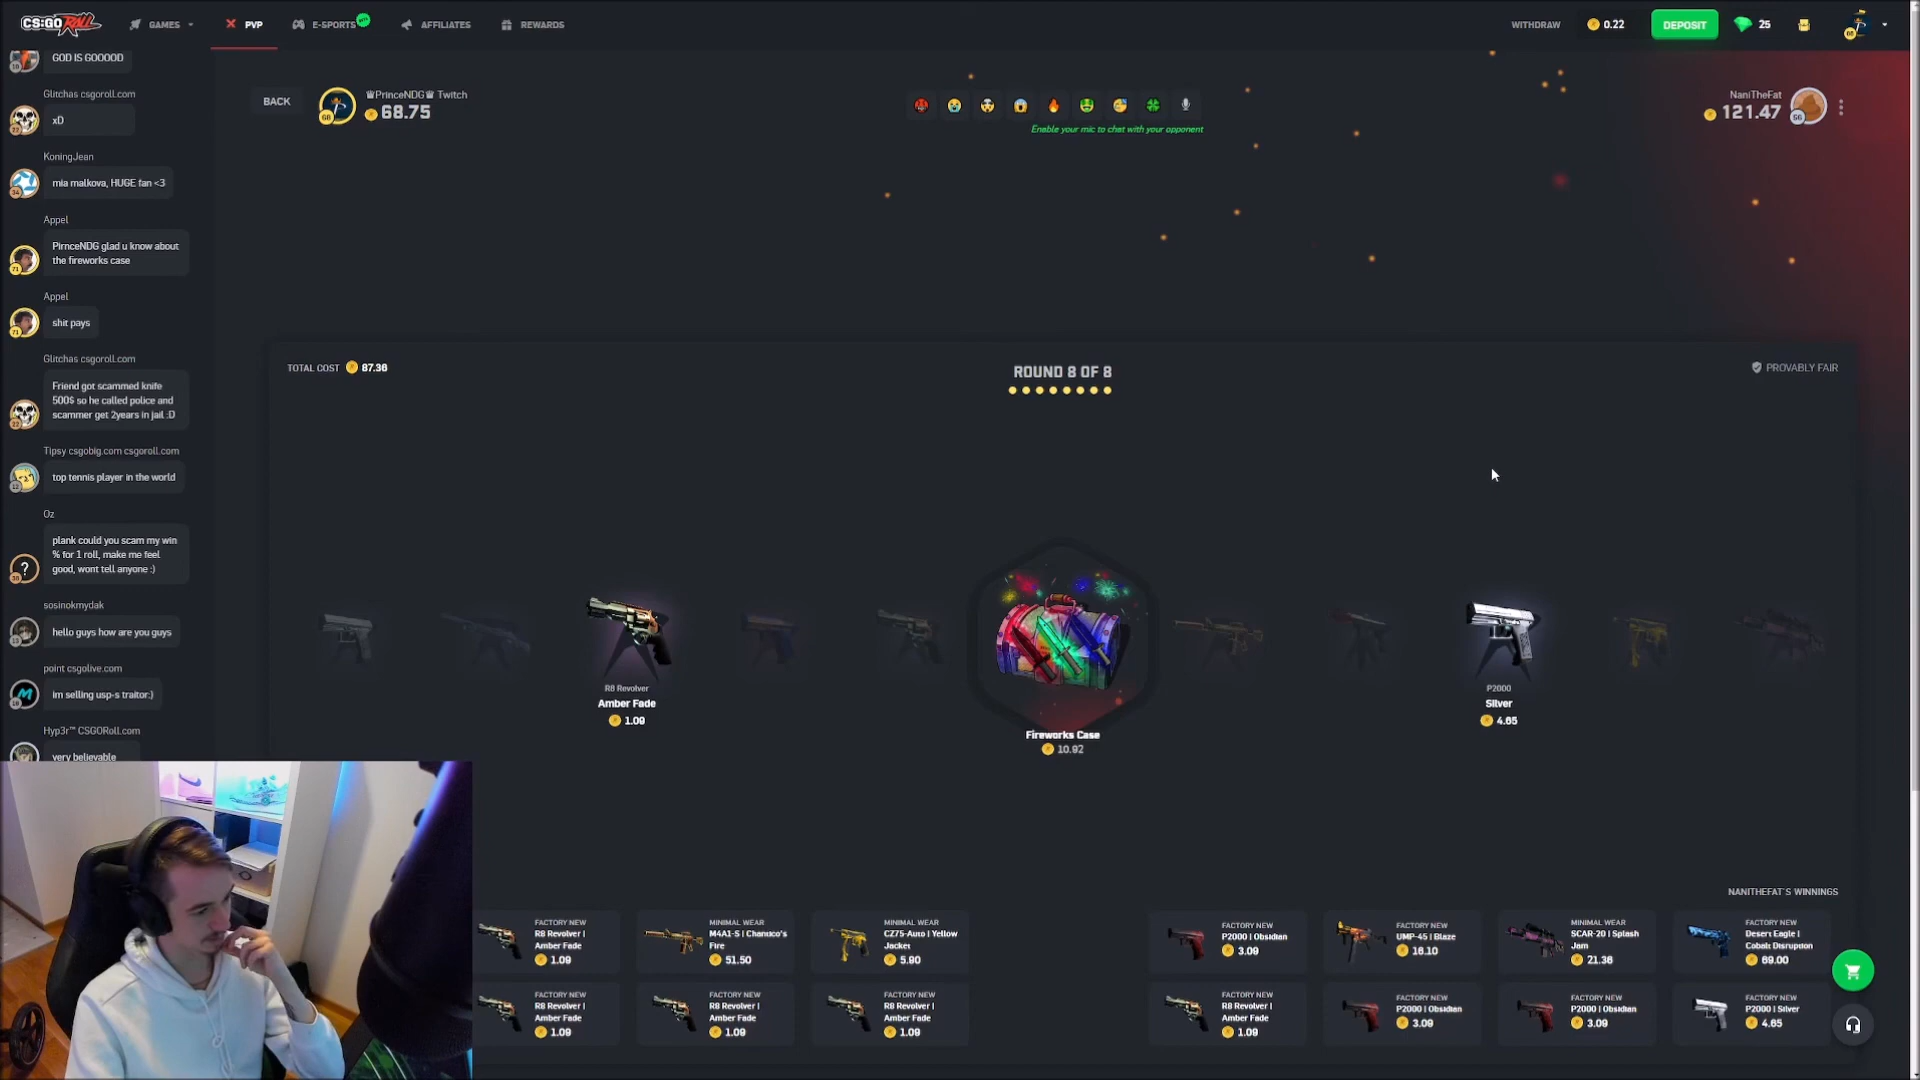 CS:GO ROLL
GAMES
PVP
E-SPORTS
AFFILIATES
REWARDS
WITHDRAW
0.22
DEPOSIT
25
GOD IS GOOOOD
Glitchas csgoroll.com
xD
KoningJean
mia malkova, HUGE fan <3
Appel
PirnceNDG glad u know about
the fireworks case
Appel
shit pays
Glitchas csgoroll.com
Friend got scammed knife
500$ so he called police and
scammer get 2years in jail :D
Tipsy csgobig.com csgoroll.com
top tennis player in the world
Oz
plank could you scam my win
% for 1 roll, make me feel
good, wont tell anyone :)
sosinokmydak
hello guys how are you guys
point csgolive.com
im selling usp-s traitor:)
Hyp3r™ CSGORoll.com
very believable
BACK
68
♛PrinceNDG♛ Twitch
68.75
Enable your mic to chat with your opponent
NaniTheFat
121.47
56
TOTAL COST 87.36
ROUND 8 OF 8
PROVABLY FAIR
R8 Revolver
Amber Fade
1.09
Fireworks Case
10.92
P2000
Silver
4.65
NANITHEFAT'S WINNINGS
FACTORY NEW
R8 Revolver |
Amber Fade
1.09
MINIMAL WEAR
M4A1-S | Chantico's
Fire
51.50
MINIMAL WEAR
CZ75-Auto | Yellow
Jacket
5.90
FACTORY NEW
P2000 | Obsidian
3.09
FACTORY NEW
UMP-45 | Blaze
16.10
MINIMAL WEAR
SCAR-20 | Splash
Jam
21.36
FACTORY NEW
Desert Eagle |
Cobalt Disruption
69.00
FACTORY NEW
R8 Revolver |
Amber Fade
1.09
FACTORY NEW
R8 Revolver |
Amber Fade
1.09
FACTORY NEW
R8 Revolver |
Amber Fade
1.09
FACTORY NEW
R8 Revolver |
Amber Fade
1.09
FACTORY NEW
P2000 | Obsidian
3.09
FACTORY NEW
P2000 | Obsidian
3.09
FACTORY NEW
P2000 | Silver
4.65